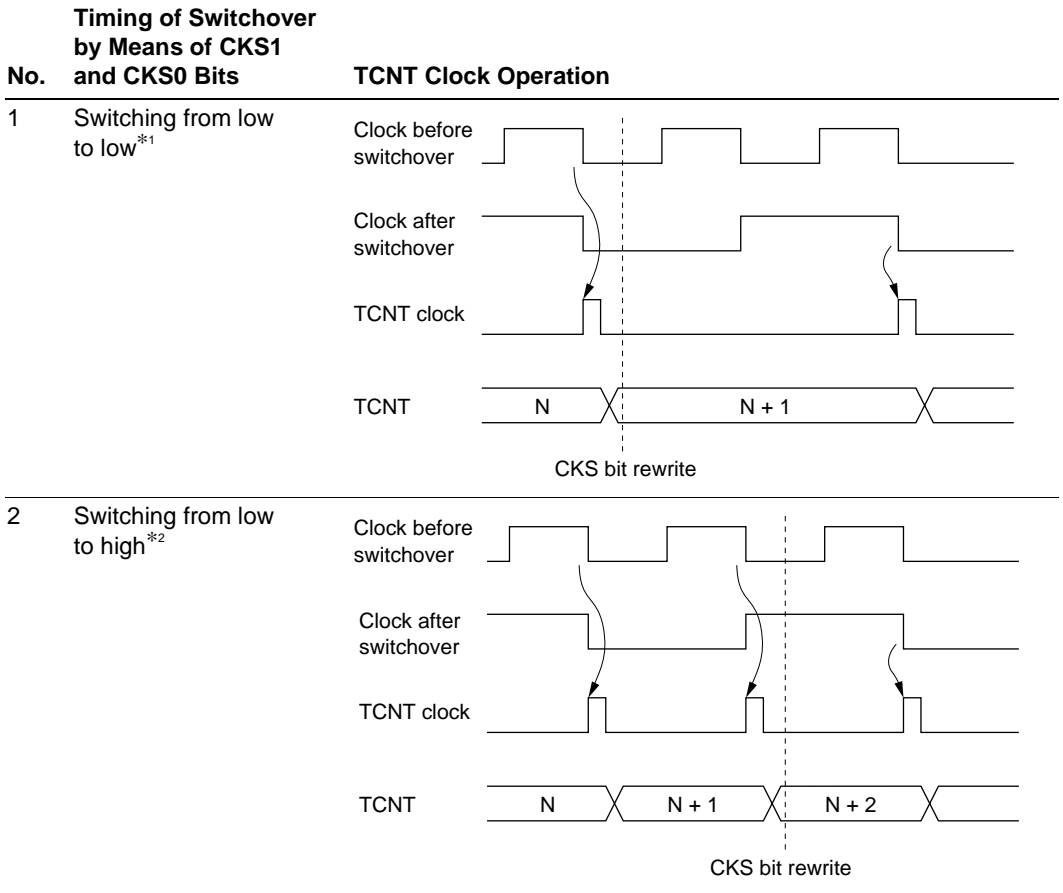 Timing of Switchover
by Means of CKS1
No. and CKS0 Bits TCNT Clock Operation
1 Switching from low
to low*1
Clock before
switchover
Clock after
switchover
TCNT clock
TCNT N N + 1
CKS bit rewrite
2 Switching from low
to high*2
Clock before
switchover
Clock after
switchover
TCNT clock
TCNT N N + 1 N + 2
CKS bit rewrite